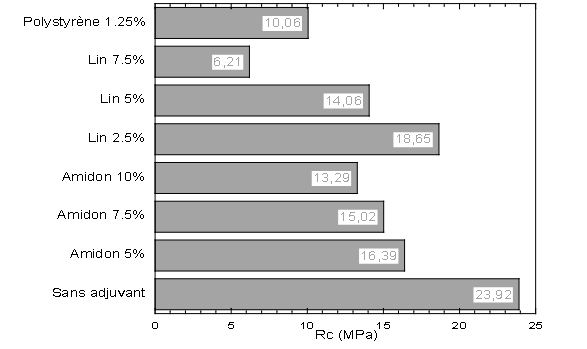 Polystyrène 1.25% 10,06
Lin 7.5% 6,21
Lin 5% 14,06
Lin 2.5% 18,65
Amidon 10% 13,29
Amidon 7.5% 15,02
Amidon 5% 16,39
Sans adjuvant 23,92
0 5 10 15 20 25
Rc (MPa)